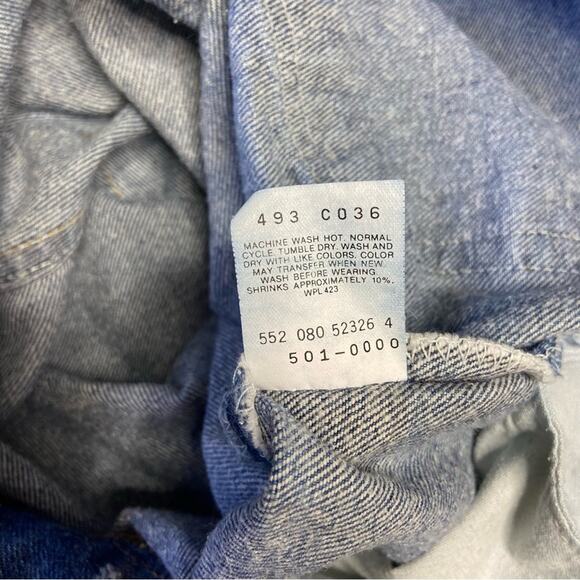 493 C036
MACHINE WASH HOT. NORMAL
CYCLE. TUMBLE DRY. WASH AND
DRY WITH LIKE COLORS. COLOR
MAY TRANSFER WHEN NEW.
WASH BEFORE WEARING
SHRINKS APPROXIMATELY 10%.
WPL 423
552 080 52326 4
501-0000